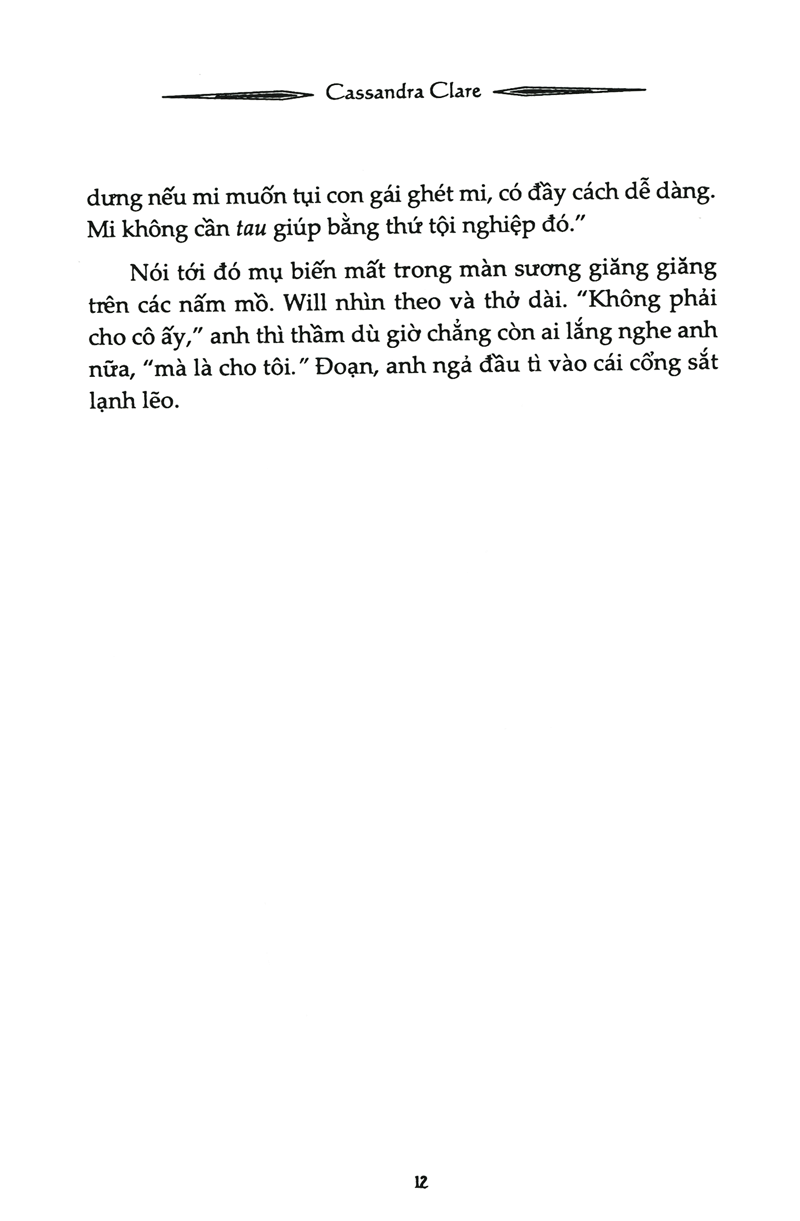 Cassandra Clare
dưng nếu mi muốn tụi con gái ghét mi, có đầy cách dễ dàng.
Mi không cần tau giúp bằng thứ tội nghiệp đó."
Nói tới đó mụ biến mất trong màn sương giăng giăng
trên các nấm mồ. Will nhìn theo và thở dài. "Không phải
cho cô ấy," anh thì thầm dù giờ chẳng còn ai lắng nghe anh
nữa, "mà là cho tôi." Đoạn, anh ngả đầu tì vào cái cổng sắt
lạnh lẽo.
12